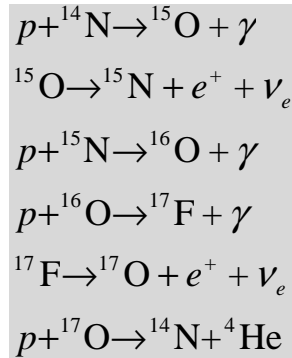 p+¹⁴N→¹⁵O + γ
¹⁵O→¹⁵N + e⁺ + νₑ
p+¹⁵N→¹⁶O + γ
p+¹⁶O→¹⁷F + γ
¹⁷F→¹⁷O + e⁺ + νₑ
p+¹⁷O→¹⁴N+⁴He